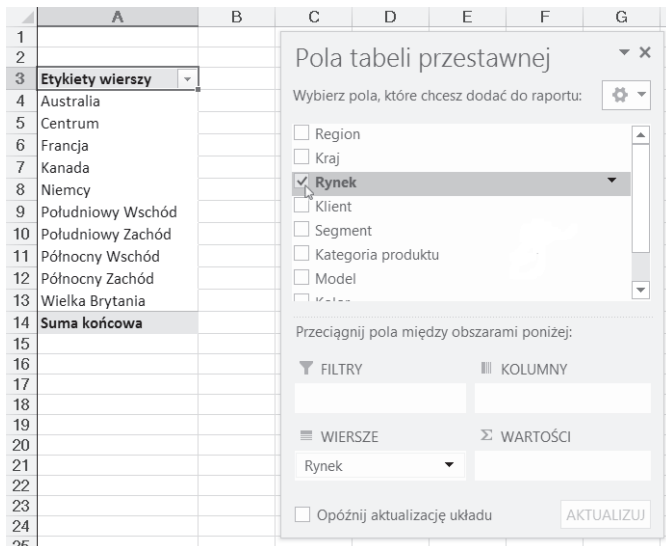 A B C D E F G
1
2
3 Etykiety wierszy
4 Australia
5 Centrum
6 Francja
7 Kanada
8 Niemcy
9 Południowy Wschód
10 Południowy Zachód
11 Północny Wschód
12 Północny Zachód
13 Wielka Brytania
14 Suma końcowa
15
16
17
18
19
20
21
22
23
24
25
Pola tabeli przestawnej
Wybierz pola, które chcesz dodać do raportu:
Region
Kraj
Rynek
Klient
Segment
Kategoria produktu
Model
Kolor
Przeciągnij pola między obszarami poniżej:
FILTRY
KOLUMNY
WIERSZE
Σ WARTOŚCI
Rynek
Opóźnij aktualizację układu
AKTUALIZUJ